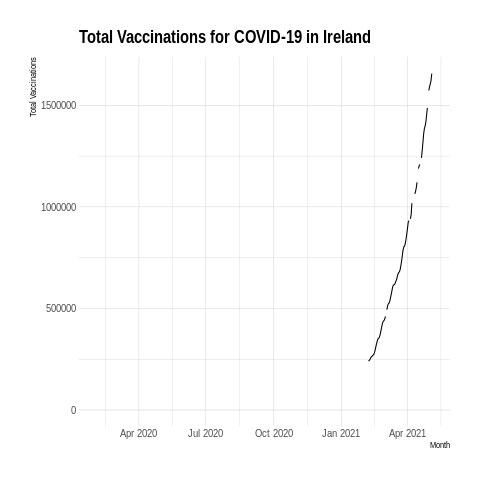 Total Vaccinations for COVID-19 in Ireland
Total Vaccinations
1500000
1000000
500000
0
Apr 2020 Jul 2020 Oct 2020 Jan 2021 Apr 2021
Month